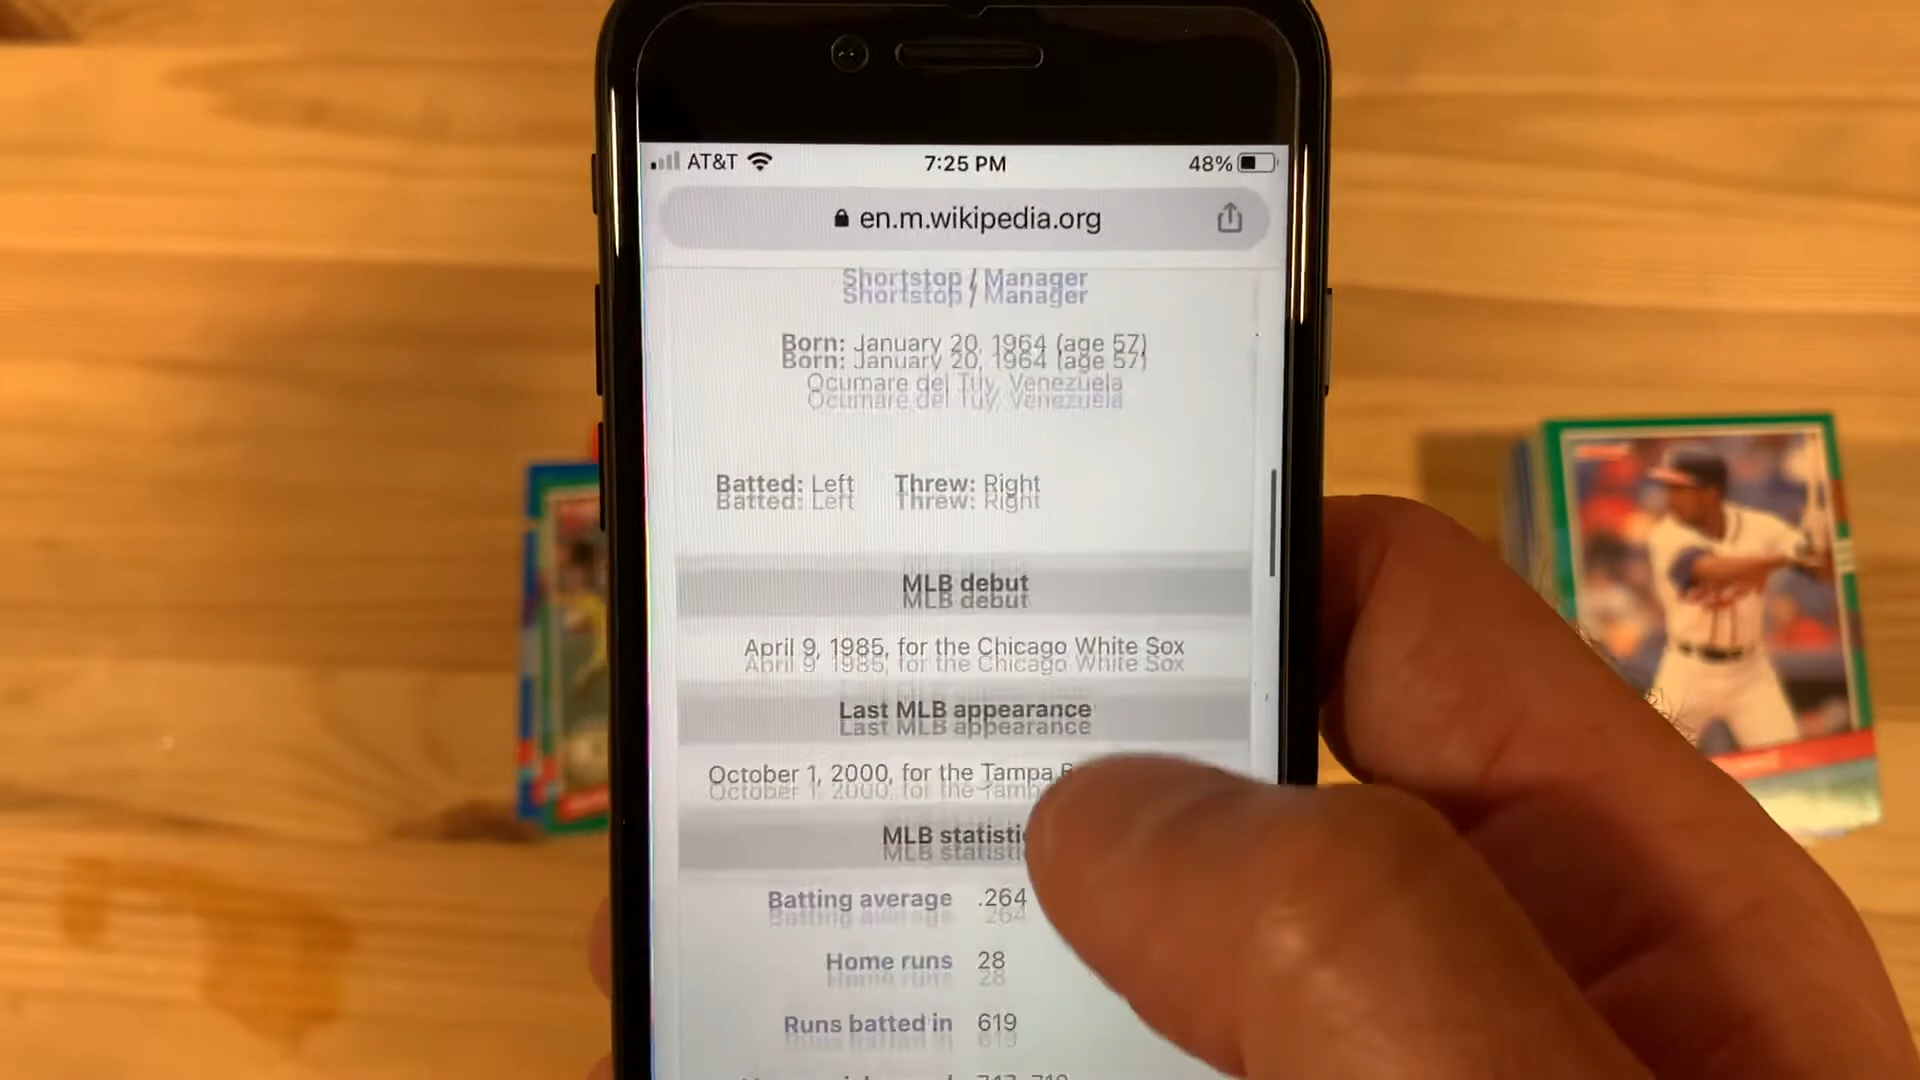 AT&T 7:25 PM 48%
en.m.wikipedia.org
Shortstop / Manager
Born: January 20, 1964 (age 57)
Ocumare del Tuy, Venezuela
Batted: Left Threw: Right
MLB debut
April 9, 1985, for the Chicago White Sox
Last MLB appearance
October 1, 2000, for the Tampa
MLB
Batting average .264
Home runs 28
Runs batted in 619